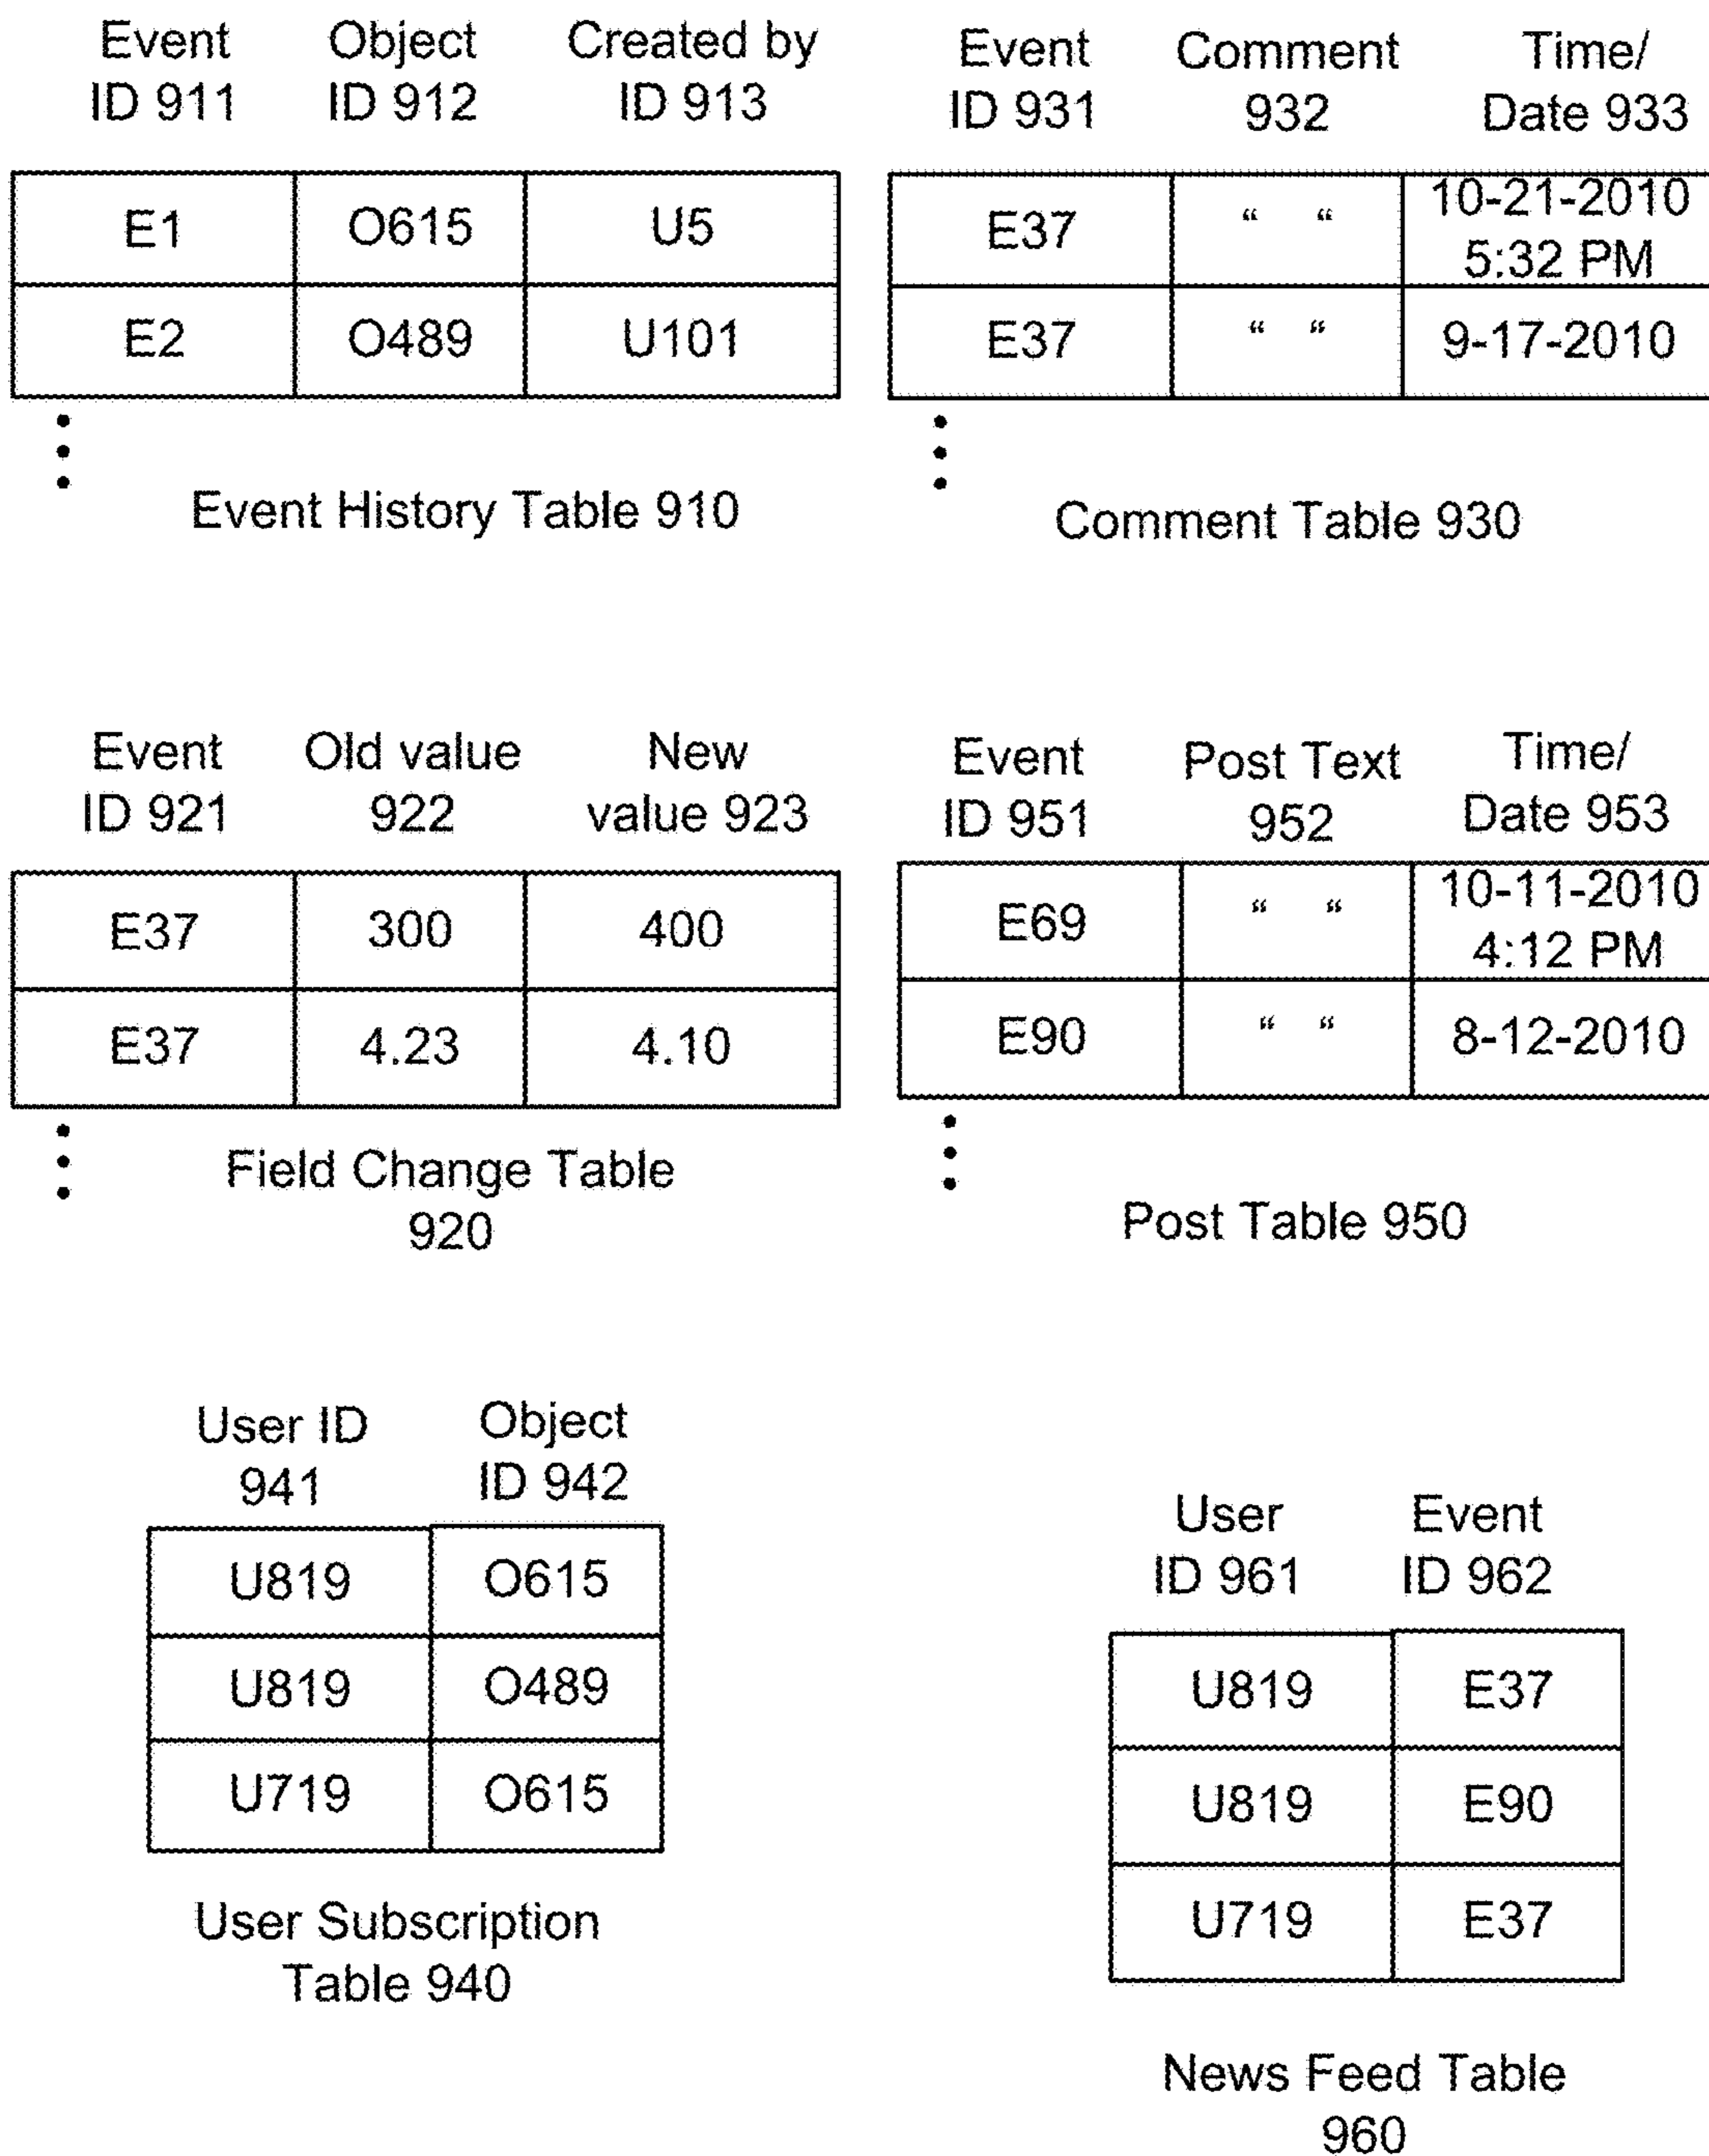 Event ID 911 Object ID 912 Created by ID 913
E1 O615 U5
E2 O489 U101
Event History Table 910
Event ID 931 Comment 932 Time/ Date 933
E37 “ “ 10-21-2010 5:32 PM
E37 “ “ 9-17-2010
Comment Table 930
Event ID 921 Old value 922 New value 923
E37 300 400
E37 4.23 4.10
Field Change Table
920
Event ID 951 Post Text 952 Time/ Date 953
E69 “ “ 10-11-2010 4:12 PM
E90 “ “ 8-12-2010
Post Table 950
User ID 941 Object ID 942
U819 O615
U819 O489
U719 O615
User Subscription
Table 940
User ID 961 Event ID 962
U819 E37
U819 E90
U719 E37
News Feed Table
960